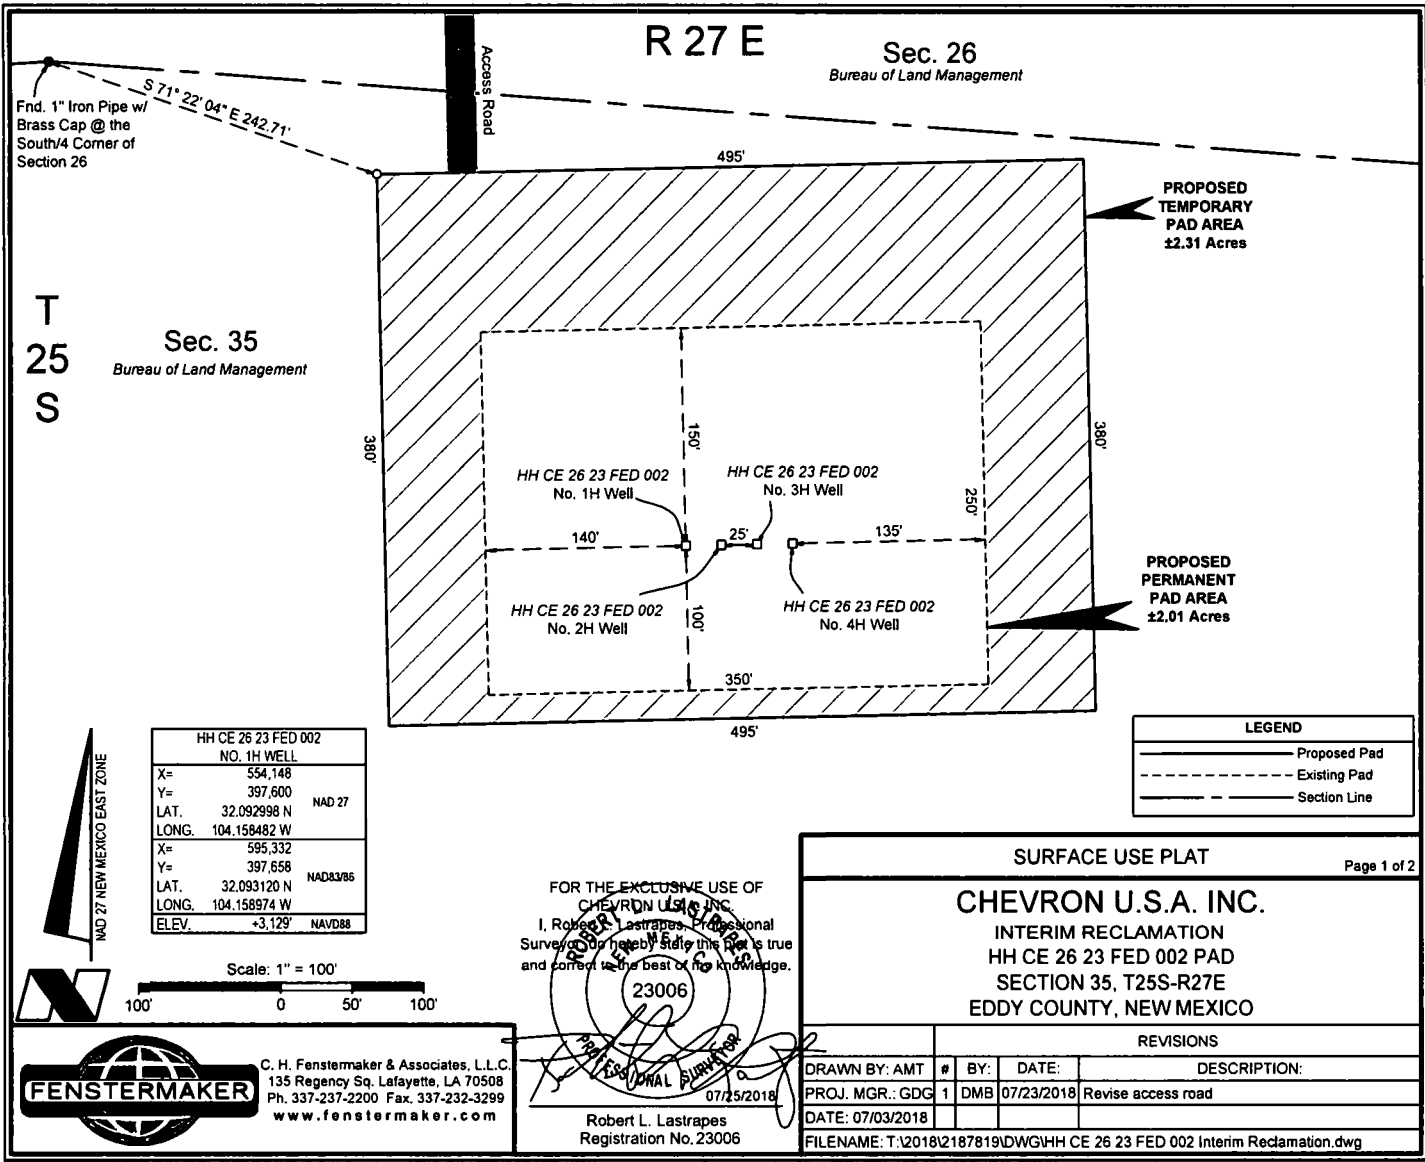 R 27 E
Sec. 26
Bureau of Land Management
Access Road
S 71° 22' 04" E 242.71'
Fnd. 1" Iron Pipe w/
Brass Cap @ the
South/4 Corner of
Section 26
495'
PROPOSED
TEMPORARY
PAD AREA
±2.31 Acres
T
25
S
Sec. 35
Bureau of Land Management
380'
150'
380'
HH CE 26 23 FED 002
No. 1H Well
HH CE 26 23 FED 002
No. 3H Well
250'
140'
25'
135'
HH CE 26 23 FED 002
No. 2H Well
100'
HH CE 26 23 FED 002
No. 4H Well
PROPOSED
PERMANENT
PAD AREA
±2.01 Acres
350'
495'
LEGEND
Proposed Pad
Existing Pad
Section Line
NAD 27 NEW MEXICO EAST ZONE
HH CE 26 23 FED 002
NO. 1H WELL
X= 554,148
Y= 397,600
NAD 27
LAT. 32.092998 N
LONG. 104.158482 W
X= 595,332
Y= 397,658
NAD83/86
LAT. 32.093120 N
LONG. 104.158974 W
ELEV. +3,129' NAVD88
Scale: 1" = 100'
100' 0 50' 100'
FOR THE EXCLUSIVE USE OF
CHEVRON U.S.A. INC.
I, Robert L. Lastrapes, Professional
Surveyor, do hereby state this plat is true
and correct to the best of my knowledge.
ROBERT L. LASTRAPES
NEW MEXICO
23006
PROFESSIONAL SURVEYOR
07/25/2018
Robert L. Lastrapes
Registration No. 23006
FENSTERMAKER
C. H. Fenstermaker & Associates, L.L.C.
135 Regency Sq. Lafayette, LA 70508
Ph. 337-237-2200 Fax. 337-232-3299
www.fenstermaker.com
SURFACE USE PLAT
Page 1 of 2
CHEVRON U.S.A. INC.
INTERIM RECLAMATION
HH CE 26 23 FED 002 PAD
SECTION 35, T25S-R27E
EDDY COUNTY, NEW MEXICO
REVISIONS
DRAWN BY: AMT # BY: DATE: DESCRIPTION:
PROJ. MGR.: GDG 1 DMB 07/23/2018 Revise access road
DATE: 07/03/2018
FILENAME: T:\2018\2187819\DWG\HH CE 26 23 FED 002 Interim Reclamation.dwg